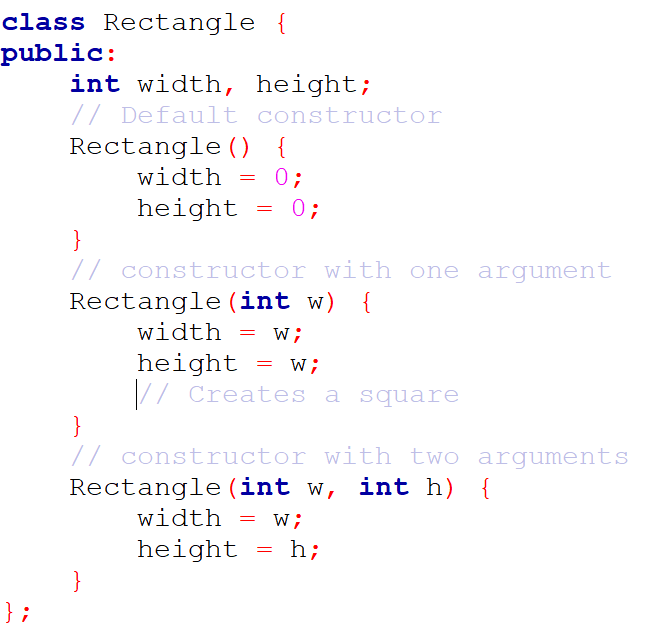 class Rectangle {
public:
    int width, height;
    // Default constructor
    Rectangle() {
        width = 0;
        height = 0;
    }
    // constructor with one argument
    Rectangle(int w) {
        width = w;
        height = w;
        // Creates a square
    }
    // constructor with two arguments
    Rectangle(int w, int h) {
        width = w;
        height = h;
    }
};